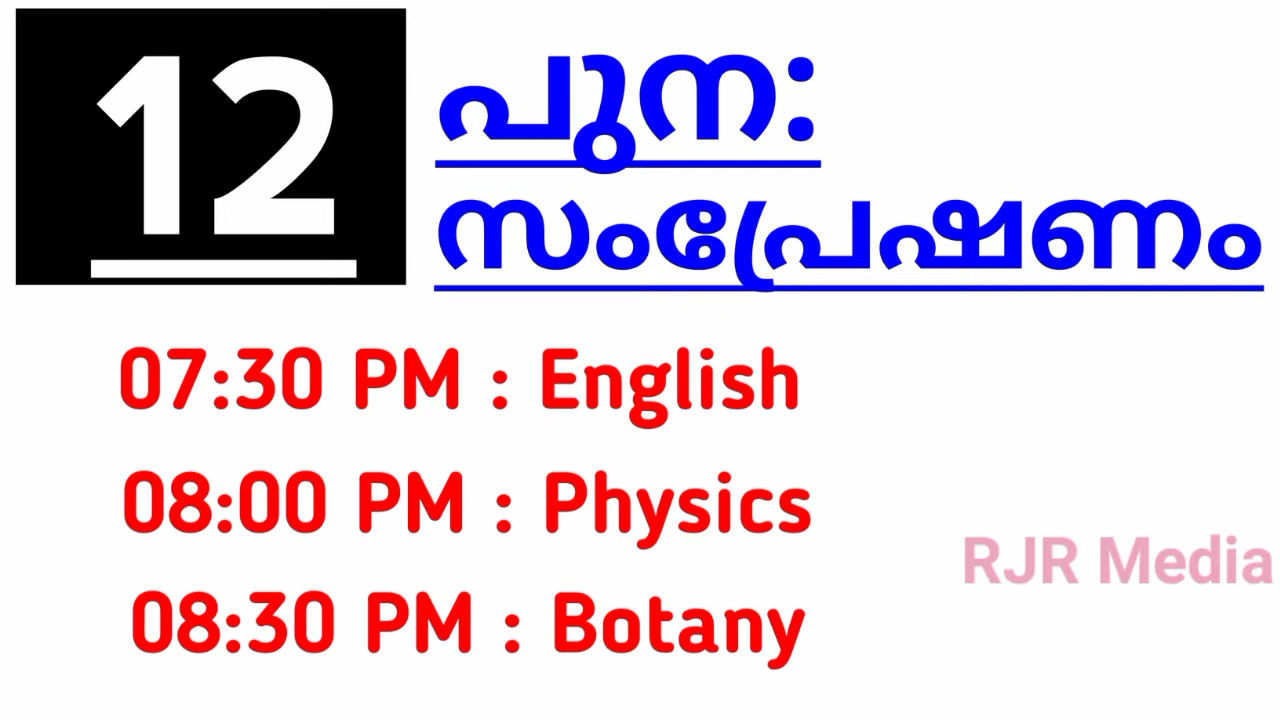 12
പുന:
സംപ്രേഷണം
07:30 PM : English
08:00 PM : Physics
RJR Media
08:30 PM : Botany